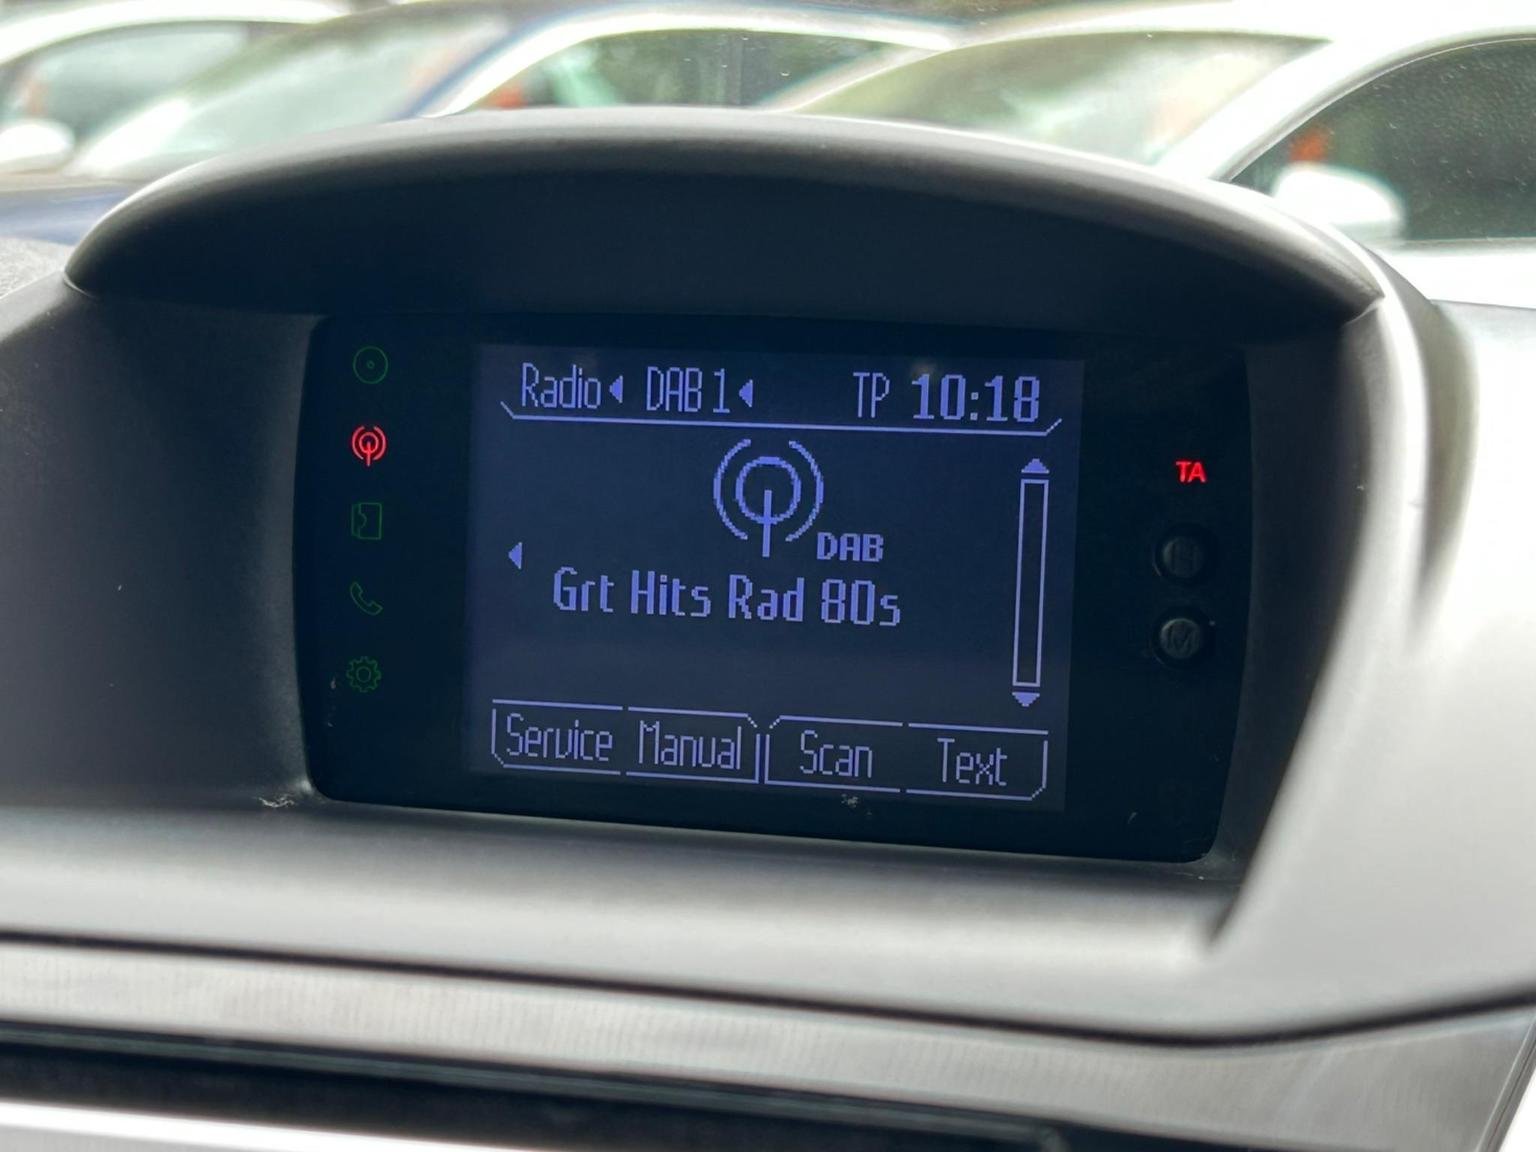 Radio DAB 1 TP 10:18
TA
DAB
Grt Hits Rad 80s
M
Service Manual Scan Text